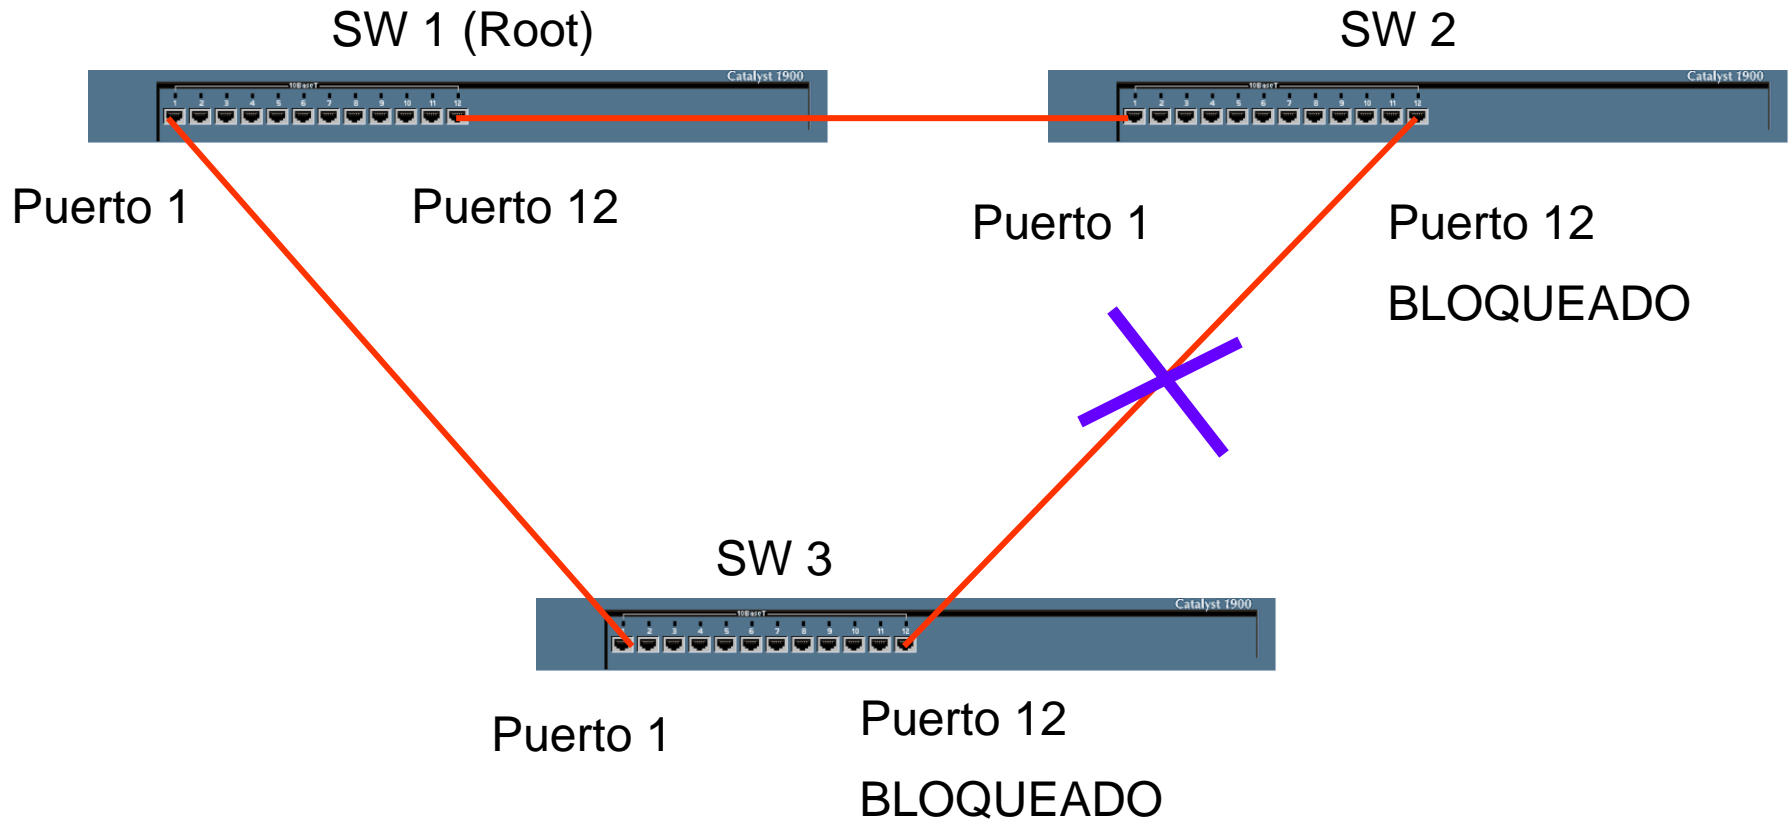 SW 1 (Root)
SW 2
Catalyst 1900
10BaseT
1 2 3 4 5 6 7 8 9 10 11 12
Catalyst 1900
10BaseT
1 2 3 4 5 6 7 8 9 10 11 12
Puerto 1
Puerto 12
Puerto 1
Puerto 12
BLOQUEADO
SW 3
Catalyst 1900
10BaseT
1 2 3 4 5 6 7 8 9 10 11 12
Puerto 1
Puerto 12
BLOQUEADO